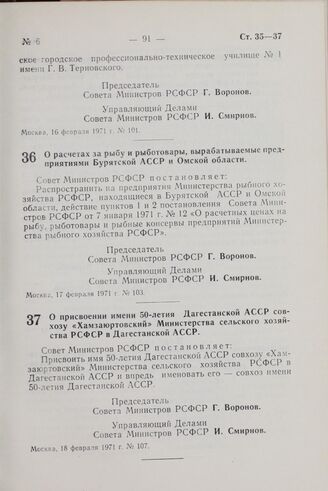 № 6
— 91 —
Ст. 35—37
ское городское профессионально-техническое училище № 1
имени Г. В. Терновского.
Председатель
Совета Министров РСФСР Г. Воронов.
Управляющий Делами
Совета Министров РСФСР И. Смирнов.
Москва, 16 февраля 1971 г. № 101.
36 О расчетах за рыбу и рыботовары, вырабатываемые пред-
приятиями Бурятской АССР и Омской области.
Совет Министров РСФСР постановляет:
Распространить на предприятия Министерства рыбного хо-
зяйства РСФСР, находящиеся в Бурятской АССР и Омской
области, действие пунктов 1 и 2 постановления Совета Мини-
стров РСФСР от 7 января 1971 г. № 12 «О расчетных ценах на
рыбу, рыботовары и рыбные консервы предприятий Министер-
ства рыбного хозяйства РСФСР».
Председатель
Совета Министров РСФСР Г. Воронов.
Управляющий Делами
Совета Министров РСФСР И. Смирнов.
Москва, 17 февраля 1971 г. № 103.
37 О присвоении имени 50-летия Дагестанской АССР сов-
хозу «Хамзаюртовский» Министерства сельского хозяй-
ства РСФСР в Дагестанской АССР.
Совет Министров РСФСР постановляет:
Присвоить имя 50-летия Дагестанской АССР совхозу «Хам-
заюртовский» Министерства сельского хозяйства РСФСР в
Дагестанской АССР и впредь именовать его — совхоз имени
50-летия Дагестанской АССР.
Председатель
Совета Министров РСФСР Г. Воронов.
Управляющий Делами
Совета Министров РСФСР И. Смирнов.
Москва, 18 февраля 1971 г. № 107.